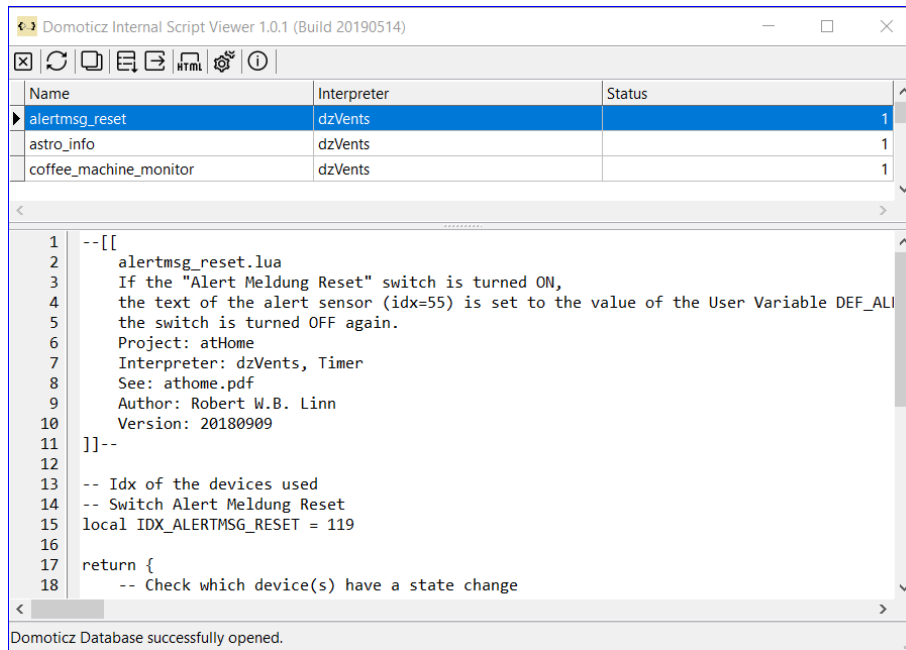 Domoticz Internal Script Viewer 1.0.1 (Build 20190514)
HTML
Name Interpreter Status
alertmsg_reset dzVents 1
astro_info dzVents 1
coffee_machine_monitor dzVents 1
1 --[[
2 alertmsg_reset.lua
3 If the "Alert Meldung Reset" switch is turned ON,
4 the text of the alert sensor (idx=55) is set to the value of the User Variable
5 the switch is turned OFF again.
6 Project: atHome
7 Interpreter: dzVents, Timer
8 See: athome.pdf
9 Author: Robert W.B. Linn
10 Version: 20180909
11 ]]--
12
13 -- Idx of the devices used
14 -- Switch Alert Meldung Reset
15 local IDX_ALERTMSG_RESET = 119
16
17 return {
18 -- Check which device(s) have a state change
Domoticz Database successfully opened.